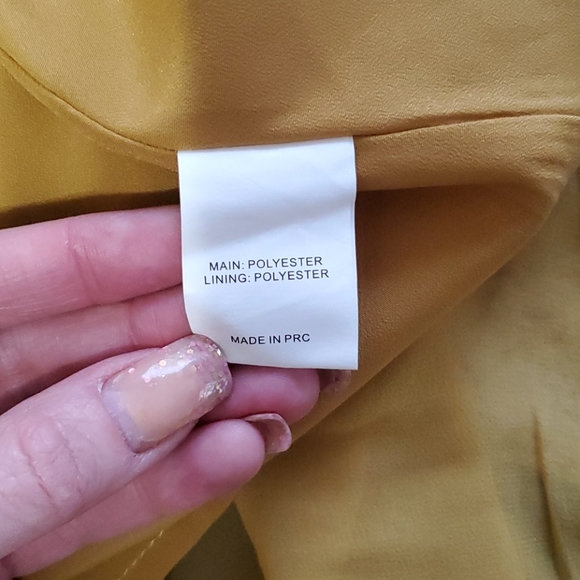 MAIN: POLYESTER
LINING: POLYESTER
MADE IN PRC